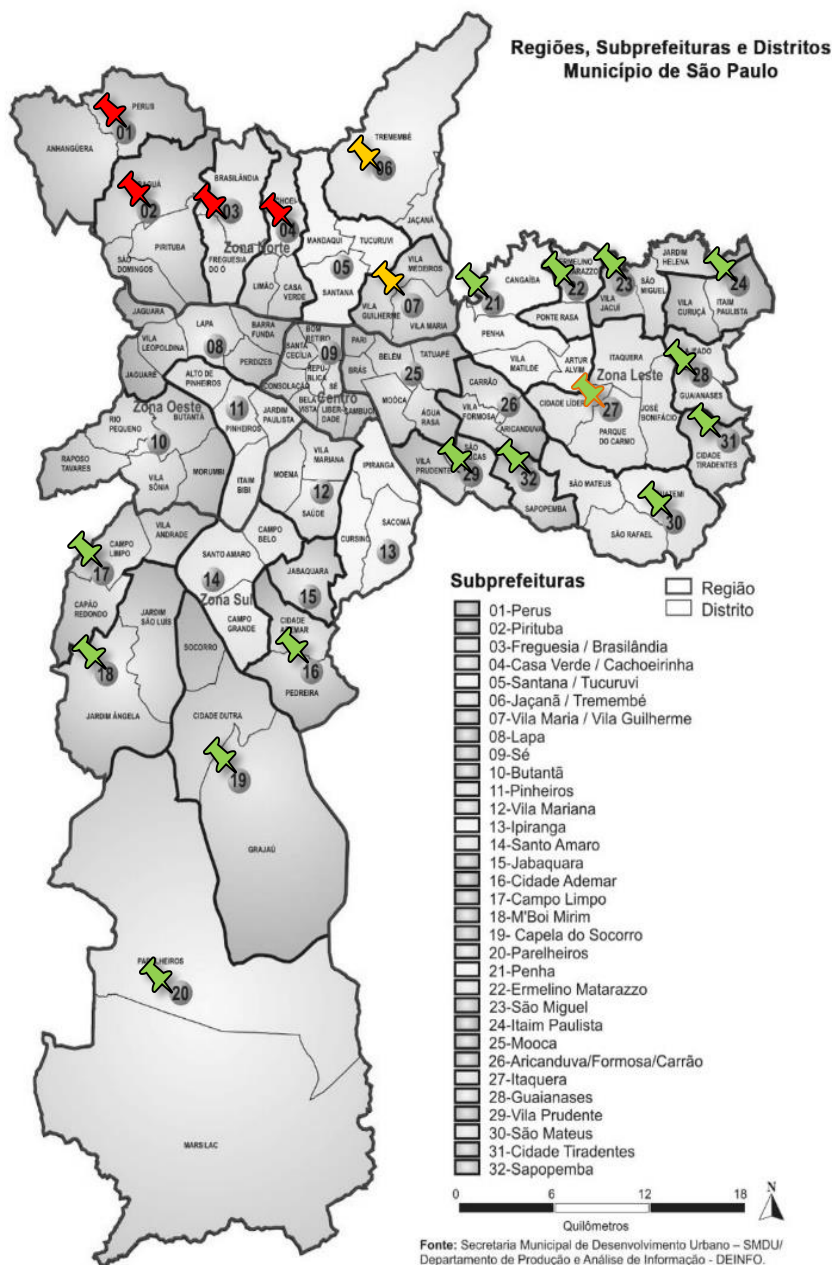 Regiões, Subprefeituras e Distritos
Município de São Paulo
PERUS
01
ANHANGÜERA
TREMEMBÉ
06
BRASILÂNDIA
02
03
04
PIRITUBA
Zona Norte
MANDAQUI
TUCURUVI
JAÇANÃ
SÃO
DOMINGOS
FREGUESIA
DO Ó
LIMÃO
CASA
VERDE
05
SANTANA
VILA
MEDEIROS
07
VILA
GUILHERME
VILA MARIA
CANGAÍBA
21
22
PONTE RASA
23
VILA
JACUÍ
SÃO
MIGUEL
JARDIM
HELENA
24
VILA
CURUÇÁ
ITAIM
PAULISTA
JAGUARA
VILA
LEOPOLDINA
LAPA
BARRA
FUNDA
08
PERDIZES
JAGUARÉ
ALTO DE
PINHEIROS
BOM
RETIRO
SANTA
CECÍLIA
09
PARI
REPÚ-
BLICA
SÉ
BRÁS
CONSOLAÇÃO
Centro
BELA
VISTA
LIBER-
DADE
CAMBUCI
BELÉM
TATUAPÉ
25
MOÓCA
ÁGUA
RASA
PENHA
VILA
MATILDE
ARTUR
ALVIM
ITAQUERA
Zona Leste
CIDADE LÍDER
27
PARQUE
DO CARMO
JOSÉ
BONIFÁCIO
28
GUAIANASES
31
CIDADE
TIRADENTES
CARRÃO
26
VILA
FORMOSA
ARICANDUVA
VILA
PRUDENTE
29
32
SAPOPEMBA
SÃO MATEUS
30
SÃO RAFAEL
Zona Oeste
RIO
PEQUENO
BUTANTÃ
10
RAPOSO
TAVARES
VILA
SÔNIA
MORUMBI
11
PINHEIROS
JARDIM
PAULISTA
ITAIM
BIBI
MOEMA
VILA
MARIANA
12
SAÚDE
IPIRANGA
SACOMÃ
CURSINO
13
CAMPO
LIMPO
17
VILA
ANDRADE
CAMPO
BELO
SANTO AMARO
14
Zona Sul
CAMPO
GRANDE
JABAQUARA
15
CAPÃO
REDONDO
JARDIM
SÃO LUÍS
SOCORRO
CIDADE
16
PEDREIRA
18
JARDIM ÂNGELA
CIDADE DUTRA
19
GRAJAÚ
20
MARSILAC
Subprefeituras
Região
Distrito
01-Perus
02-Pirituba
03-Freguesia / Brasilândia
04-Casa Verde / Cachoeirinha
05-Santana / Tucuruvi
06-Jaçanã / Tremembé
07-Vila Maria / Vila Guilherme
08-Lapa
09-Sé
10-Butantã
11-Pinheiros
12-Vila Mariana
13-Ipiranga
14-Santo Amaro
15-Jabaquara
16-Cidade Ademar
17-Campo Limpo
18-M'Boi Mirim
19- Capela do Socorro
20-Parelheiros
21-Penha
22-Ermelino Matarazzo
23-São Miguel
24-Itaim Paulista
25-Mooca
26-Aricanduva/Formosa/Carrão
27-Itaquera
28-Guaianases
29-Vila Prudente
30-São Mateus
31-Cidade Tiradentes
32-Sapopemba
0 6 12 18
Quilômetros
N
Fonte: Secretaria Municipal de Desenvolvimento Urbano – SMDU/
Departamento de Produção e Análise de Informação - DEINFO.